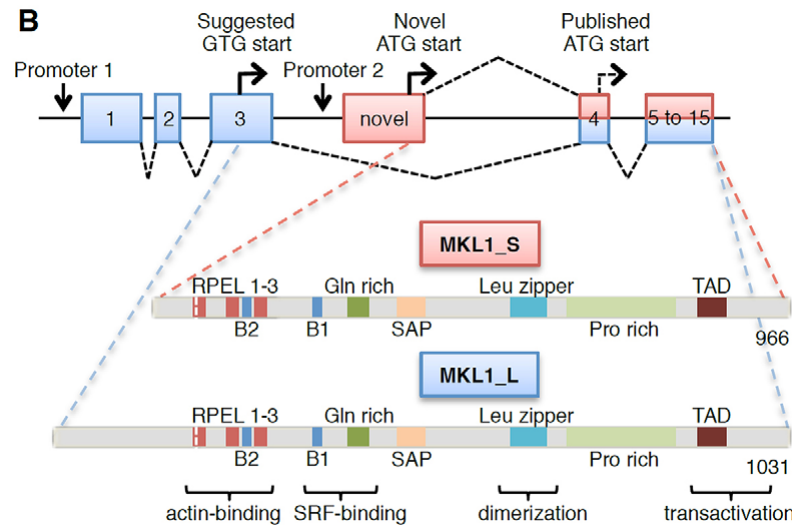 B
Suggested
GTG start
Novel
ATG start
Published
ATG start
Promoter 1
Promoter 2
1
2
3
novel
4
5 to 15
MKL1_S
RPEL 1-3
Gln rich
Leu zipper
TAD
B2
B1
SAP
Pro rich
966
MKL1_L
RPEL 1-3
Gln rich
Leu zipper
TAD
B2
B1
SAP
Pro rich
1031
actin-binding
SRF-binding
dimerization
transactivation